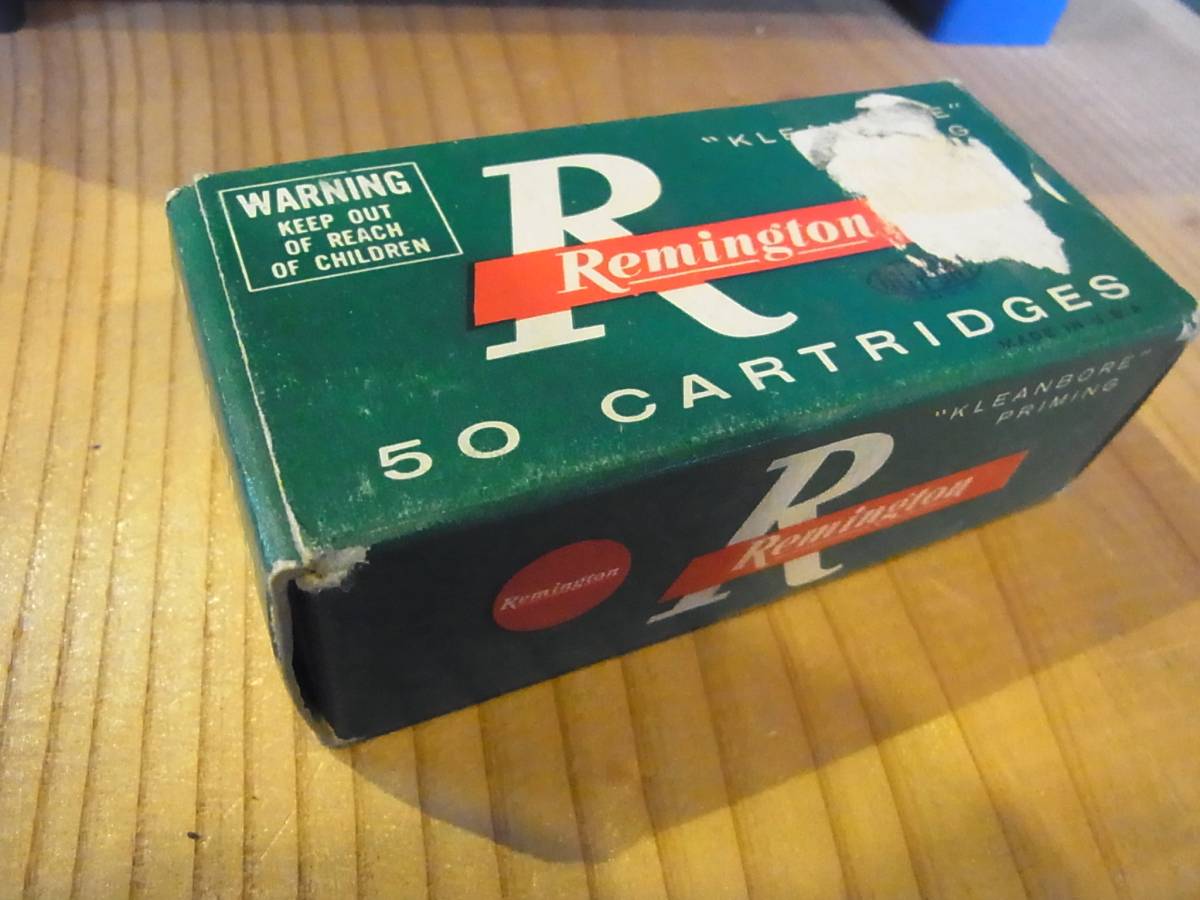 WARNING
KEEP OUT
OF REACH
OF CHILDREN
R
Remington
50 CARTRIDGES
MADE IN U.S.A.
"KLEANBORE"
PRIMING
R
Remington
Remington